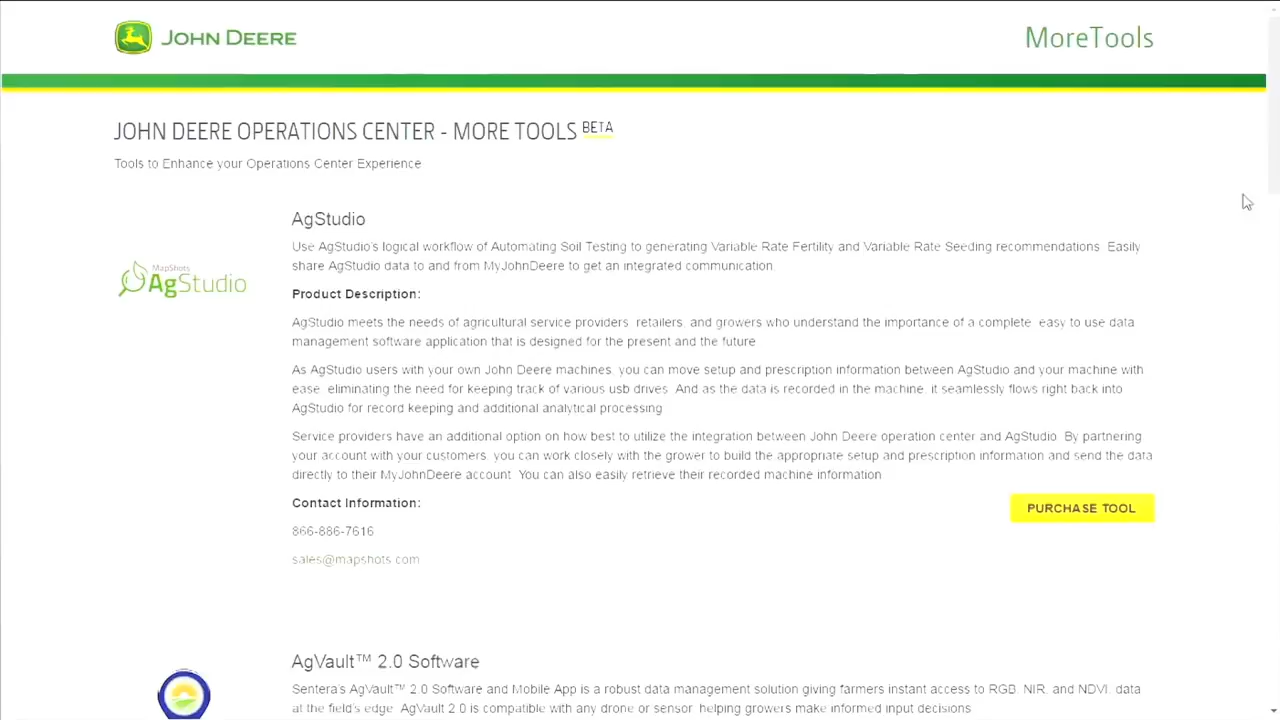 JOHN DEERE
MoreTools
JOHN DEERE OPERATIONS CENTER - MORE TOOLS BETA
Tools to Enhance your Operations Center Experience
AgStudio
Use AgStudio's logical workflow of Automating Soil Testing to generating Variable Rate Fertility and Variable Rate Seeding recommendations. Easily
share AgStudio data to and from MyJohnDeere to get an integrated communication
MapShots
AgStudio
Product Description:
AgStudio meets the needs of agricultural service providers, retailers, and growers who understand the importance of a complete, easy to use data
management software application that is designed for the present and the future
As AgStudio users with your own John Deere machines, you can move setup and prescription information between AgStudio and your machine with
ease, eliminating the need for keeping track of various usb drives. And as the data is recorded in the machine, it seamlessly flows right back into
AgStudio for record keeping and additional analytical processing
Service providers have an additional option on how best to utilize the integration between John Deere operation center and AgStudio. By partnering
your account with your customers, you can work closely with the grower to build the appropriate setup and prescription information and send the data
directly to their MyJohnDeere account. You can also easily retrieve their recorded machine information
Contact Information:
PURCHASE TOOL
866-886-7616
sales@mapshots.com
AgVault™ 2.0 Software
Sentera's AgVault™ 2.0 Software and Mobile App is a robust data management solution giving farmers instant access to RGB, NIR, and NDVI, data
at the field's edge. AgVault 2.0 is compatible with any drone or sensor, helping growers make informed input decisions